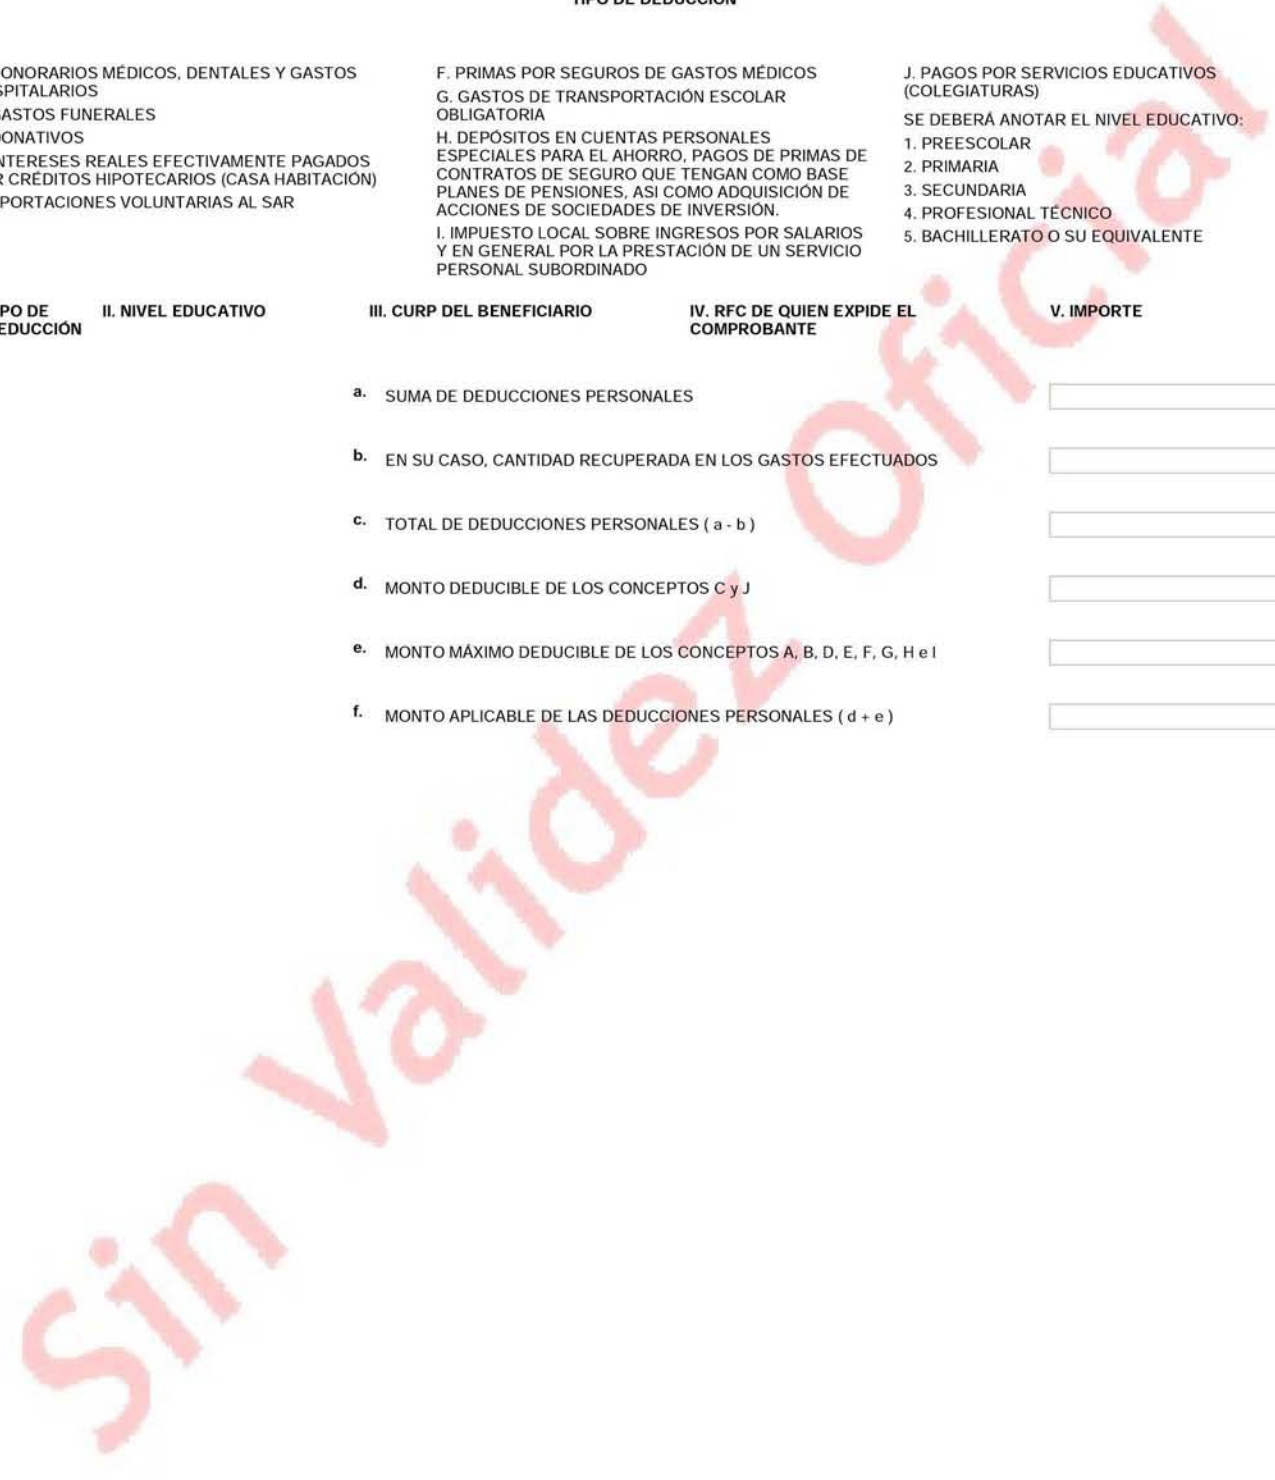 TIPO DE DEDUCCIÓN
ONORARIOS MÉDICOS, DENTALES Y GASTOS
SPITALARIOS
ASTOS FUNERALES
ONATIVOS
NTERESES REALES EFECTIVAMENTE PAGADOS
R CRÉDITOS HIPOTECARIOS (CASA HABITACIÓN)
PORTACIONES VOLUNTARIAS AL SAR
F. PRIMAS POR SEGUROS DE GASTOS MÉDICOS
G. GASTOS DE TRANSPORTACIÓN ESCOLAR
OBLIGATORIA
H. DEPÓSITOS EN CUENTAS PERSONALES
ESPECIALES PARA EL AHORRO, PAGOS DE PRIMAS DE
CONTRATOS DE SEGURO QUE TENGAN COMO BASE
PLANES DE PENSIONES, ASI COMO ADQUISICIÓN DE
ACCIONES DE SOCIEDADES DE INVERSIÓN.
I. IMPUESTO LOCAL SOBRE INGRESOS POR SALARIOS
Y EN GENERAL POR LA PRESTACIÓN DE UN SERVICIO
PERSONAL SUBORDINADO
J. PAGOS POR SERVICIOS EDUCATIVOS
(COLEGIATURAS)
SE DEBERÁ ANOTAR EL NIVEL EDUCATIVO:
1. PREESCOLAR
2. PRIMARIA
3. SECUNDARIA
4. PROFESIONAL TÉCNICO
5. BACHILLERATO O SU EQUIVALENTE
PO DE
EDUCCIÓN
II. NIVEL EDUCATIVO
III. CURP DEL BENEFICIARIO
IV. RFC DE QUIEN EXPIDE EL
COMPROBANTE
V. IMPORTE
a. SUMA DE DEDUCCIONES PERSONALES
b. EN SU CASO, CANTIDAD RECUPERADA EN LOS GASTOS EFECTUADOS
c. TOTAL DE DEDUCCIONES PERSONALES ( a - b )
d. MONTO DEDUCIBLE DE LOS CONCEPTOS C y J
e. MONTO MÁXIMO DEDUCIBLE DE LOS CONCEPTOS A, B, D, E, F, G, H e I
f. MONTO APLICABLE DE LAS DEDUCCIONES PERSONALES ( d + e )
Sin Validez Oficial